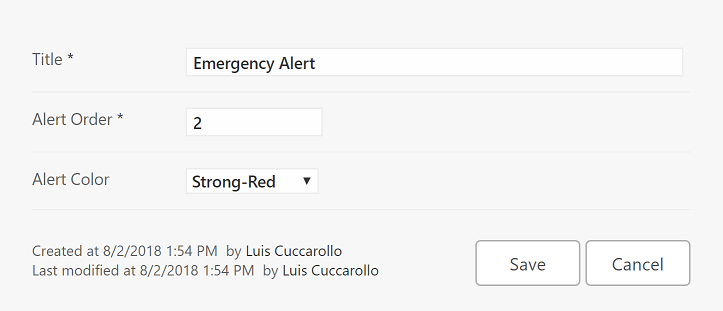 Title * Emergency Alert
Alert Order * 2
Alert Color Strong-Red
Created at 8/2/2018 1:54 PM by Luis Cuccarollo
Last modified at 8/2/2018 1:54 PM by Luis Cuccarollo
Save Cancel